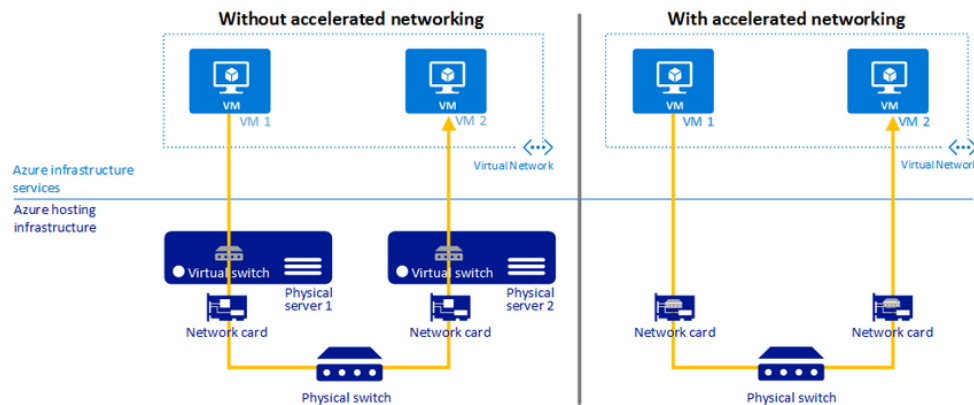 Without accelerated networking
With accelerated networking
VM
VM 1
VM
VM 2
VM
VM 1
VM
VM 2
Virtual Network
Virtual Network
Azure infrastructure
services
Azure hosting
infrastructure
Virtual switch
Virtual switch
Physical
server 1
Physical
server 2
Network card
Network card
Network card
Network card
Physical switch
Physical switch